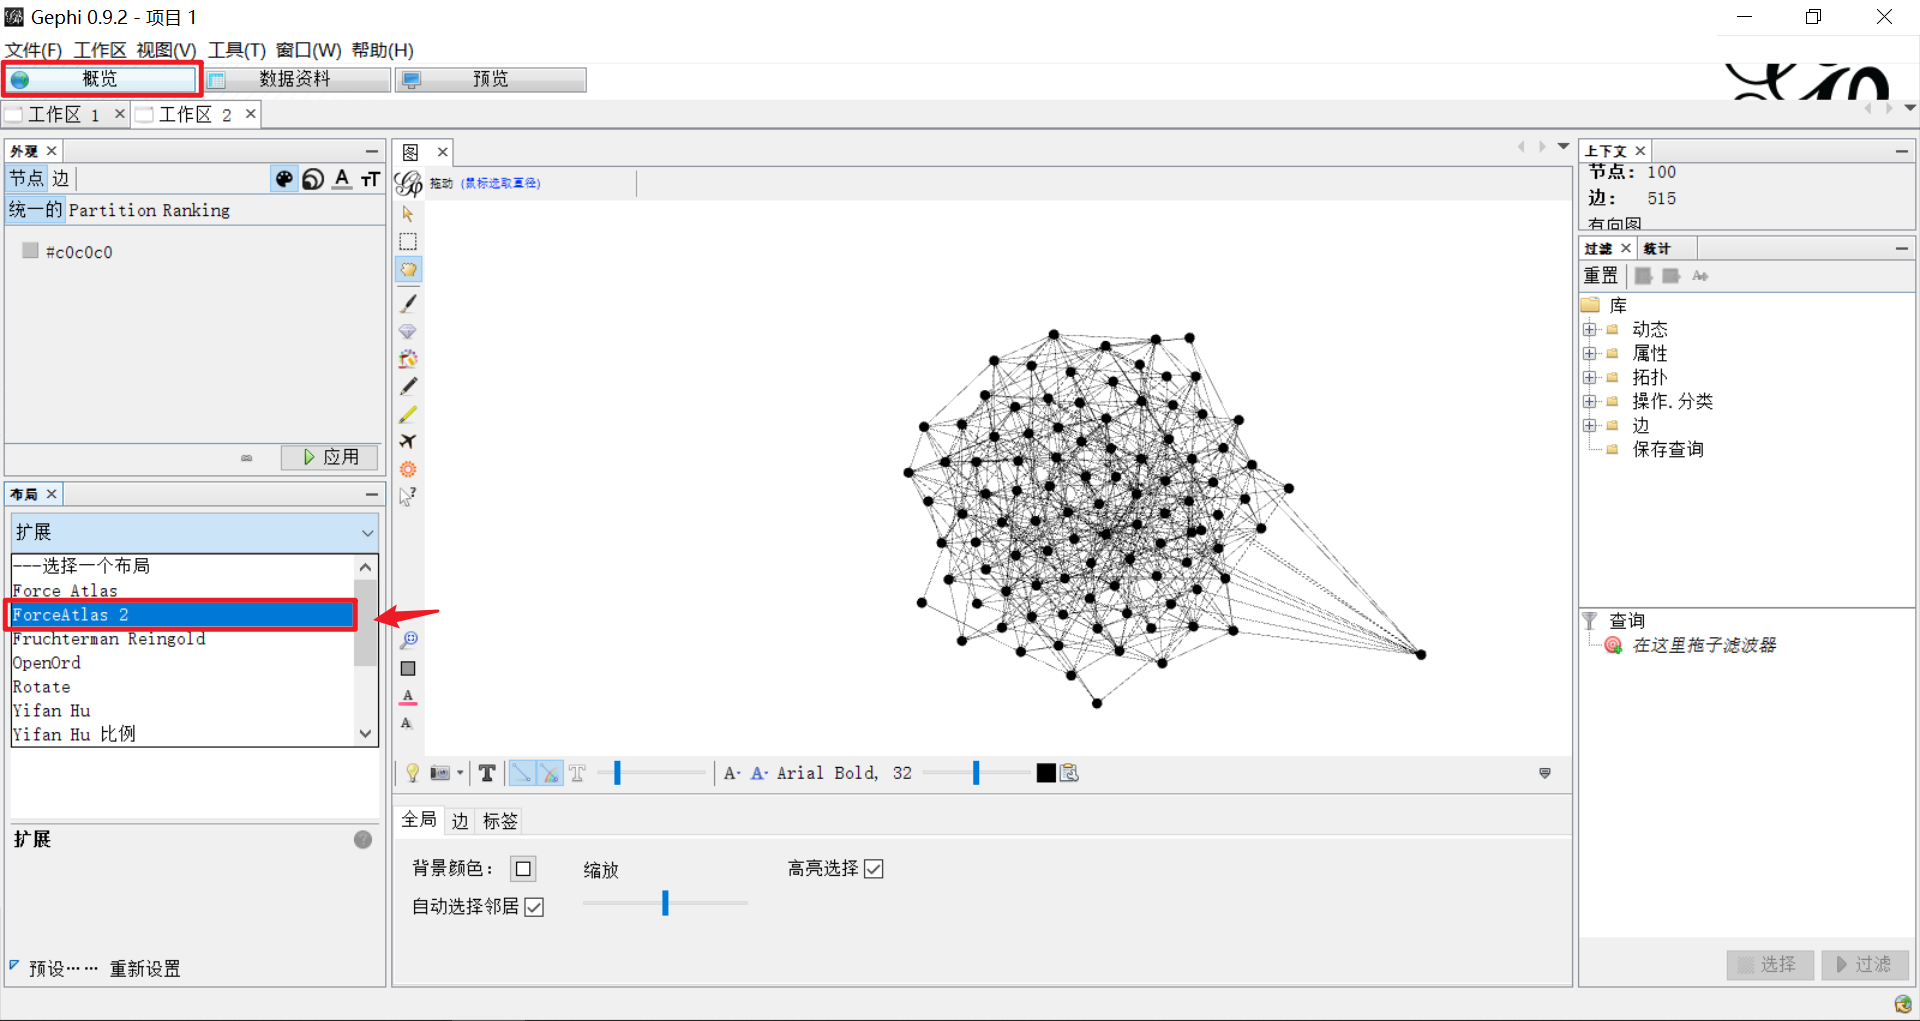 Gephi 0.9.2 - 项目 1
文件(F) 工作区 视图(V) 工具(T) 窗口(W) 帮助(H)
概览 数据资料 预览
工作区 1 工作区 2
外观
节点 边
统一的 Partition Ranking
#c0c0c0
应用
布局
扩展
---选择一个布局
Force Atlas
ForceAtlas 2
Fruchterman Reingold
OpenOrd
Rotate
Yifan Hu
Yifan Hu 比例
扩展
预设…… 重新设置
图
拖动 (鼠标选取直径)
Arial Bold, 32
全局 边 标签
背景颜色: 缩放 高亮选择
自动选择邻居
上下文
节点: 100
边: 515
有向图
过滤 统计
重置
库
动态
属性
拓扑
操作.分类
边
保存查询
查询
在这里拖子滤波器
选择 过滤